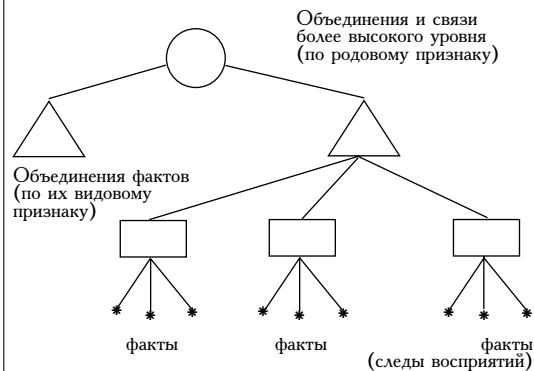 Объединения и связи
более высокого уровня
(по родовому признаку)
Объединения фактов
(по их видовому
признаку)
факты
факты
факты
(следы восприятий)